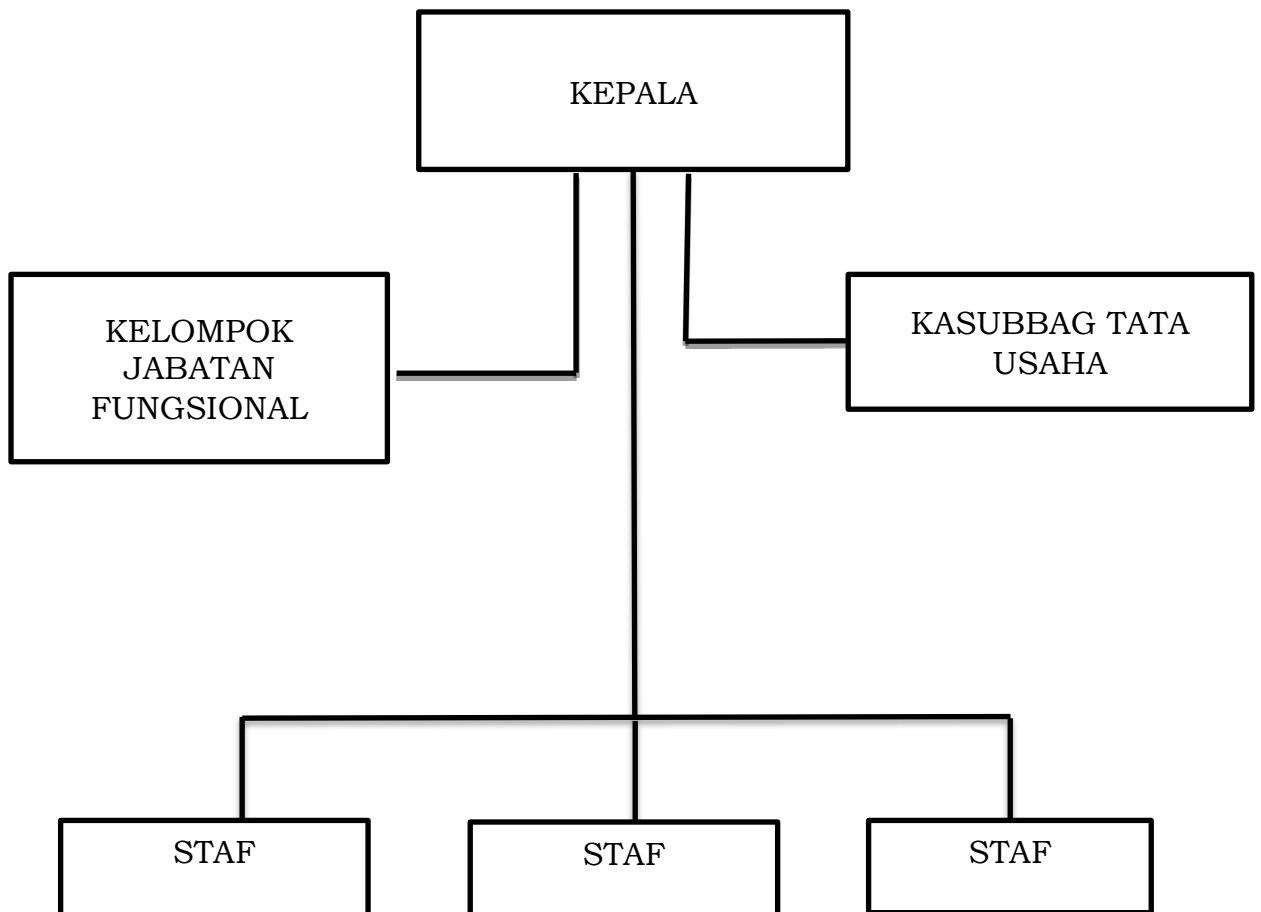 KEPALA
KELOMPOK
JABATAN
FUNGSIONAL
KASUBBAG TATA
USAHA
STAF
STAF
STAF